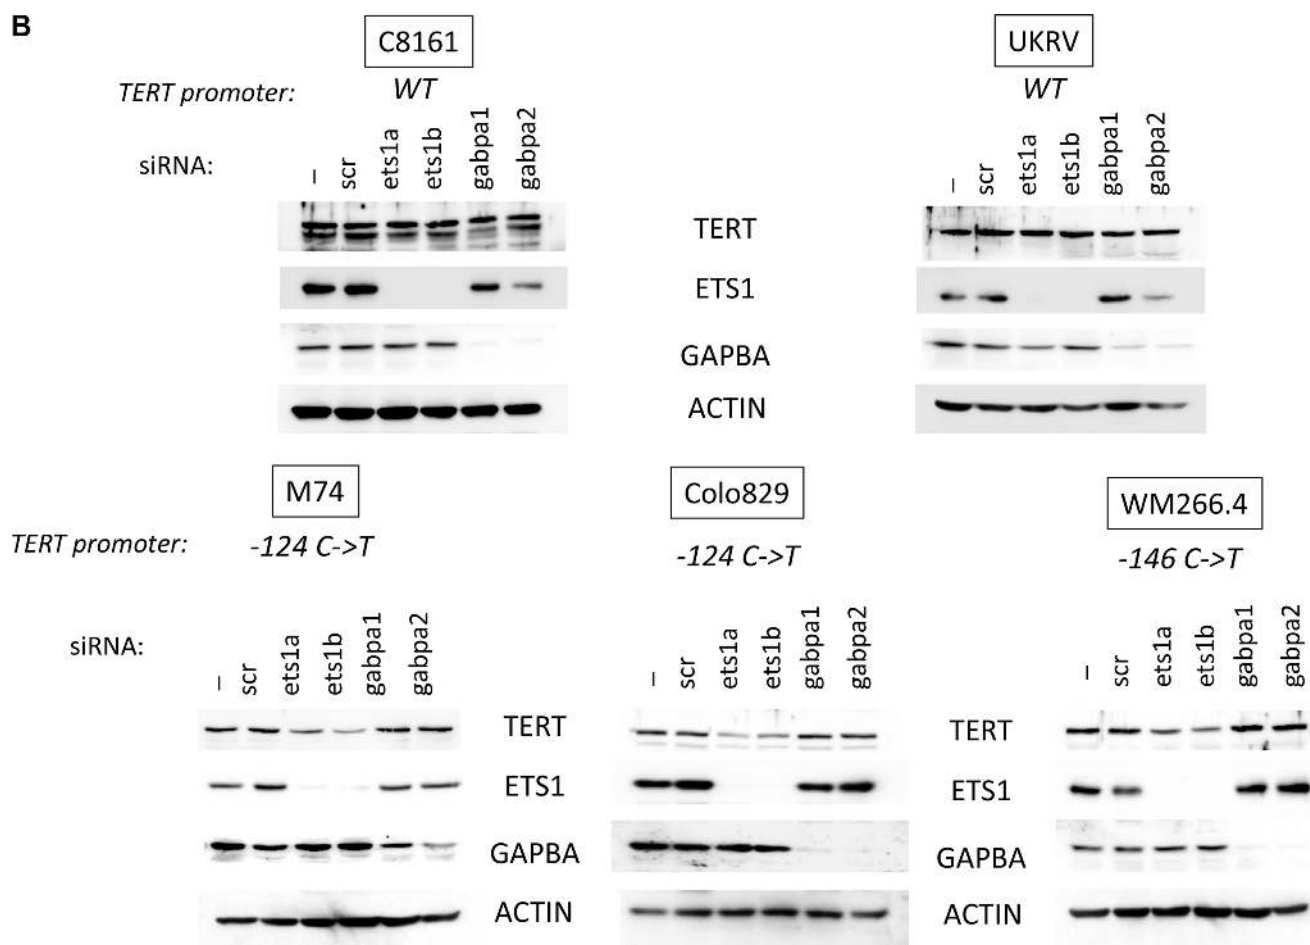 B
C8161 UKRV
TERT promoter: WT WT
siRNA: – scr ets1a ets1b gabpa1 gabpa2 – scr ets1a ets1b gabpa1 gabpa2
TERT
ETS1
GAPBA
ACTIN
M74 Colo829 WM266.4
TERT promoter: -124 C->T -124 C->T -146 C->T
siRNA: – scr ets1a ets1b gabpa1 gabpa2 – scr ets1a ets1b gabpa1 gabpa2 – scr ets1a ets1b gabpa1 gabpa2
TERT TERT
ETS1 ETS1
GAPBA GAPBA
ACTIN ACTIN